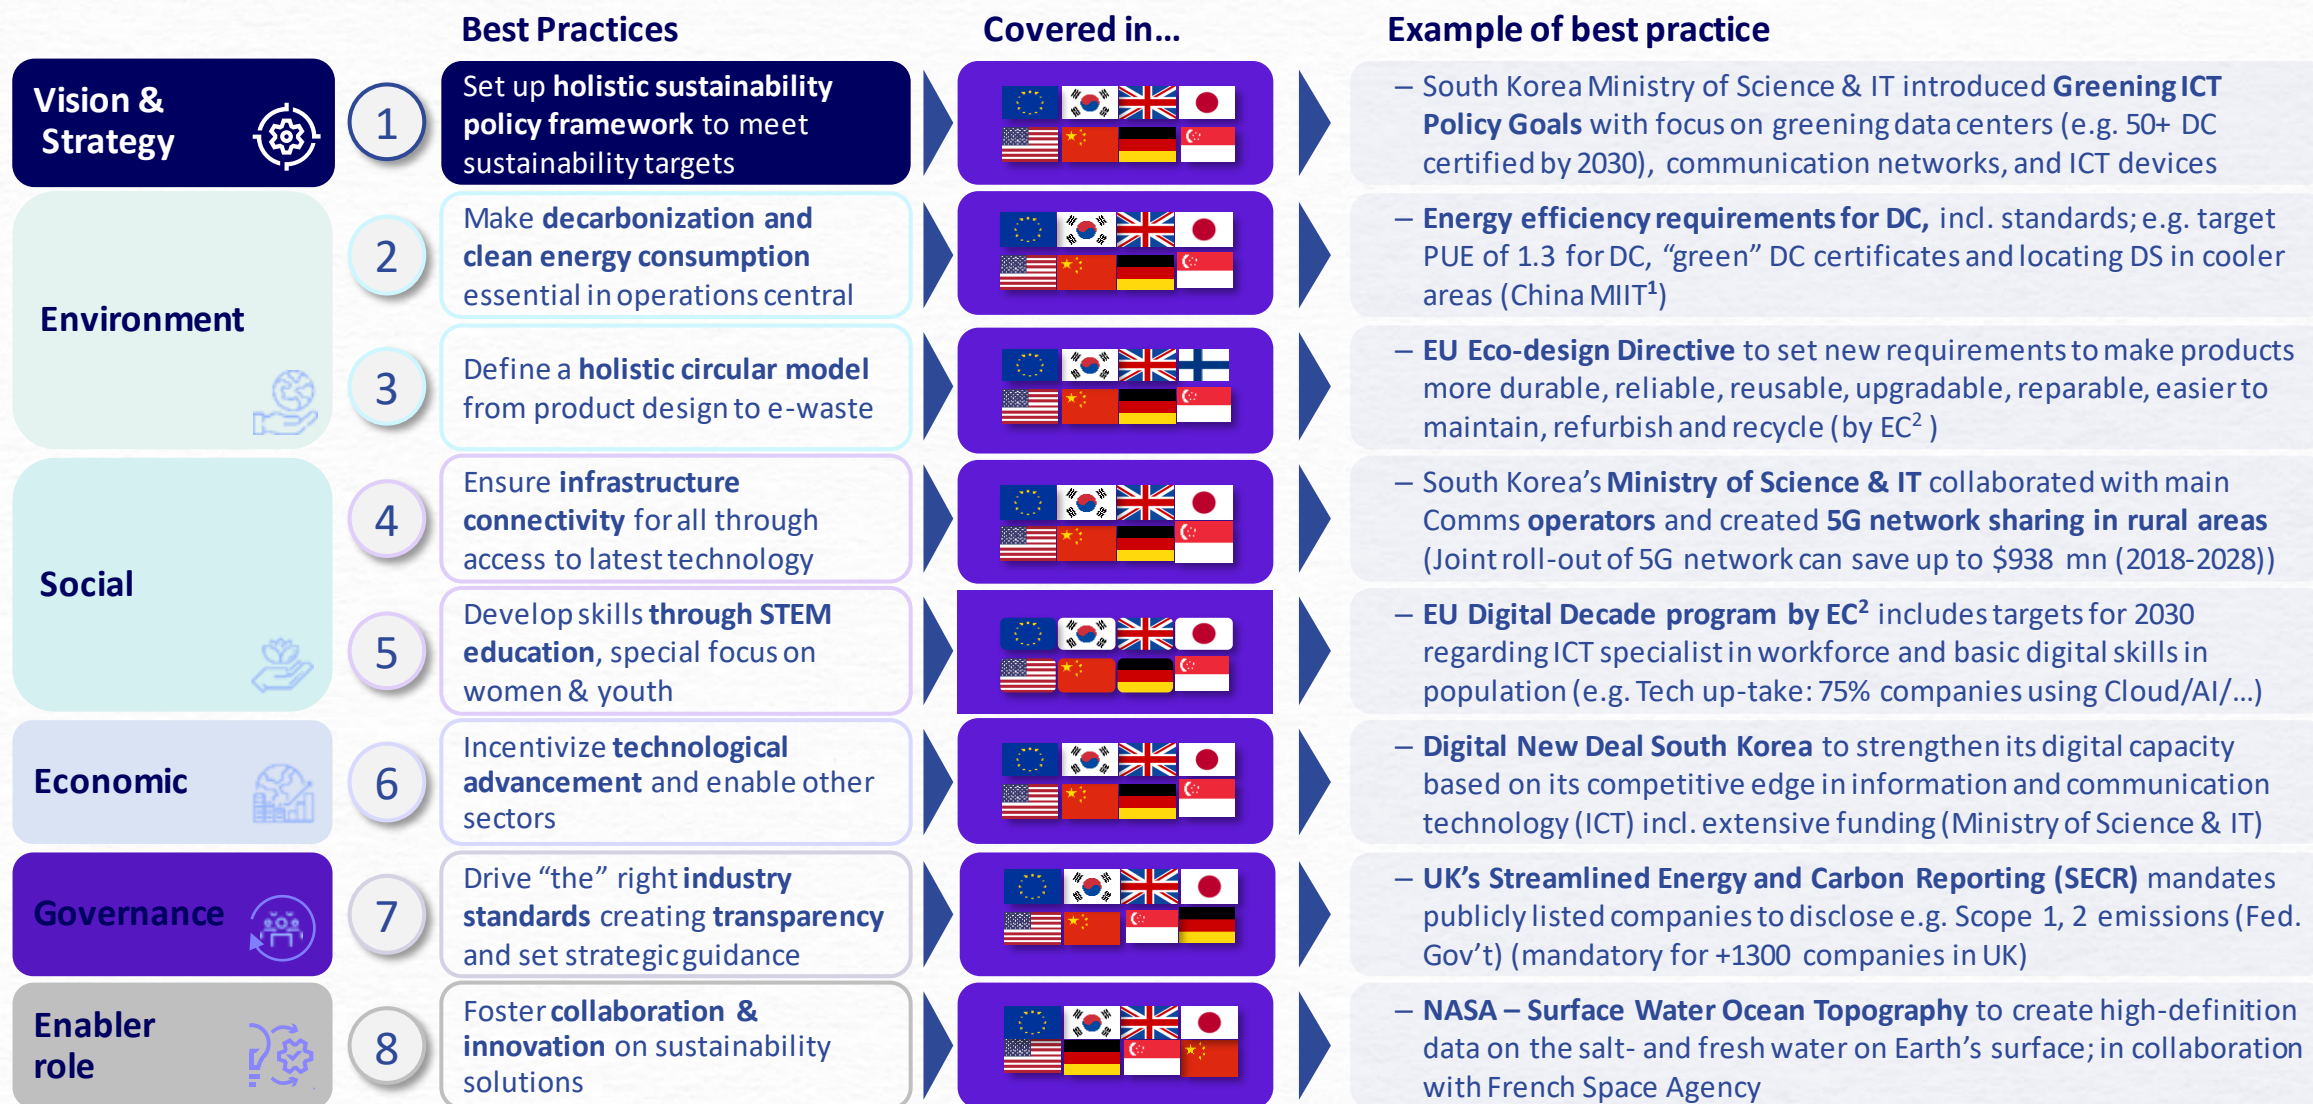 Best Practices
Covered in...
Example of best practice
Vision &
Strategy
1
Set up holistic sustainability
policy framework to meet
sustainability targets
– South Korea Ministry of Science & IT introduced Greening ICT
Policy Goals with focus on greening data centers (e.g. 50+ DC
certified by 2030), communication networks, and ICT devices
Environment
2
Make decarbonization and
clean energy consumption
essential in operations central
– Energy efficiency requirements for DC, incl. standards; e.g. target
PUE of 1.3 for DC, “green” DC certificates and locating DS in cooler
areas (China MIIT¹)
3
Define a holistic circular model
from product design to e-waste
– EU Eco-design Directive to set new requirements to make products
more durable, reliable, reusable, upgradable, reparable, easier to
maintain, refurbish and recycle (by EC² )
Social
4
Ensure infrastructure
connectivity for all through
access to latest technology
– South Korea’s Ministry of Science & IT collaborated with main
Comms operators and created 5G network sharing in rural areas
(Joint roll-out of 5G network can save up to $938 mn (2018-2028))
5
Develop skills through STEM
education, special focus on
women & youth
– EU Digital Decade program by EC² includes targets for 2030
regarding ICT specialist in workforce and basic digital skills in
population (e.g. Tech up-take: 75% companies using Cloud/AI/...)
Economic
6
Incentivize technological
advancement and enable other
sectors
– Digital New Deal South Korea to strengthen its digital capacity
based on its competitive edge in information and communication
technology (ICT) incl. extensive funding (Ministry of Science & IT)
Governance
7
Drive “the” right industry
standards creating transparency
and set strategic guidance
– UK’s Streamlined Energy and Carbon Reporting (SECR) mandates
publicly listed companies to disclose e.g. Scope 1, 2 emissions (Fed.
Gov’t) (mandatory for +1300 companies in UK)
Enabler
role
8
Foster collaboration &
innovation on sustainability
solutions
– NASA – Surface Water Ocean Topography to create high-definition
data on the salt- and fresh water on Earth’s surface; in collaboration
with French Space Agency